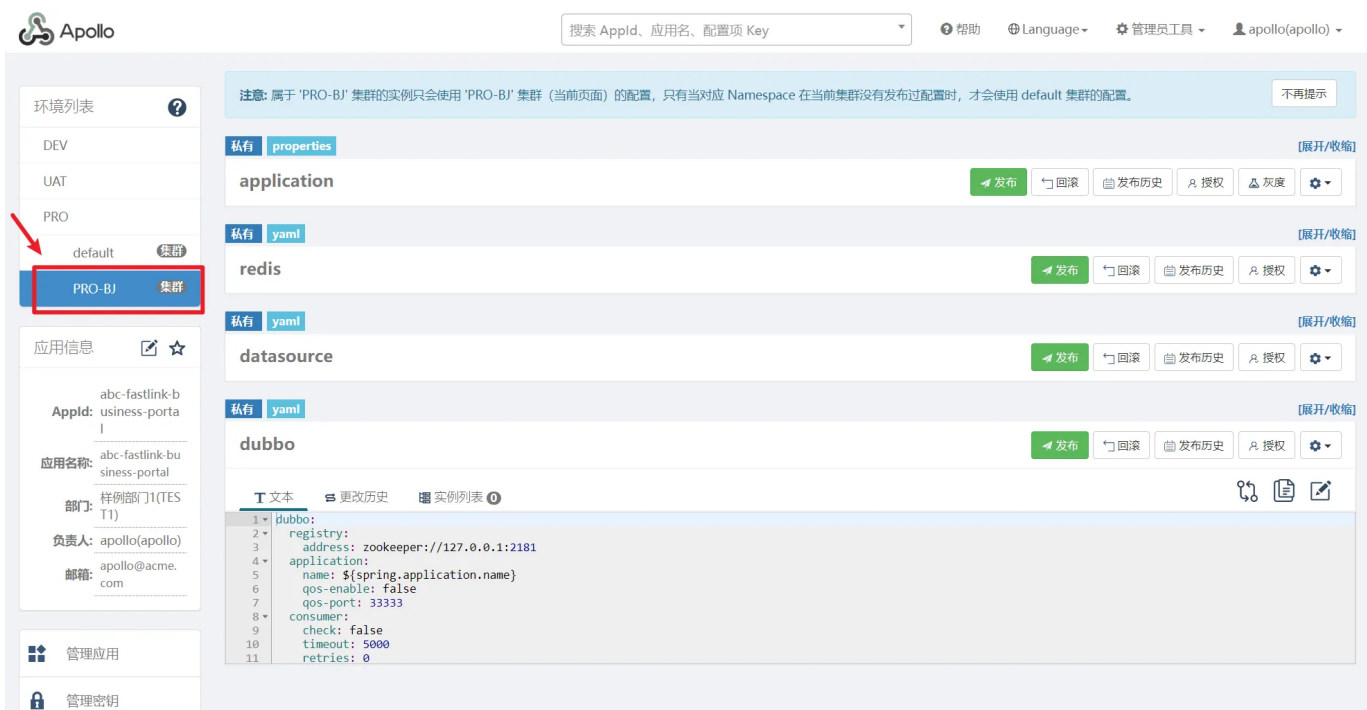 Apollo
搜索 AppId、应用名、配置项 Key
帮助
Language
管理员工具
apollo(apollo)
环境列表
DEV
UAT
PRO
default 集群
PRO-BJ 集群
应用信息
AppId: abc-fastlink-b
usiness-porta
l
应用名称: abc-fastlink-bu
siness-portal
部门: 样例部门1(TES
T1)
负责人: apollo(apollo)
邮箱: apollo@acme.
com
管理应用
管理密钥
注意: 属于 'PRO-BJ' 集群的实例只会使用 'PRO-BJ' 集群（当前页面）的配置，只有当对应 Namespace 在当前集群没有发布过配置时，才会使用 default 集群的配置。 不再提示
私有 properties [展开/收缩]
application 发布 回滚 发布历史 授权 灰度
私有 yaml [展开/收缩]
redis 发布 回滚 发布历史 授权
私有 yaml [展开/收缩]
datasource 发布 回滚 发布历史 授权
私有 yaml [展开/收缩]
dubbo 发布 回滚 发布历史 授权
文本 更改历史 实例列表 0
1 dubbo:
2 registry:
3 address: zookeeper://127.0.0.1:2181
4 application:
5 name: ${spring.application.name}
6 qos-enable: false
7 qos-port: 33333
8 consumer:
9 check: false
10 timeout: 5000
11 retries: 0